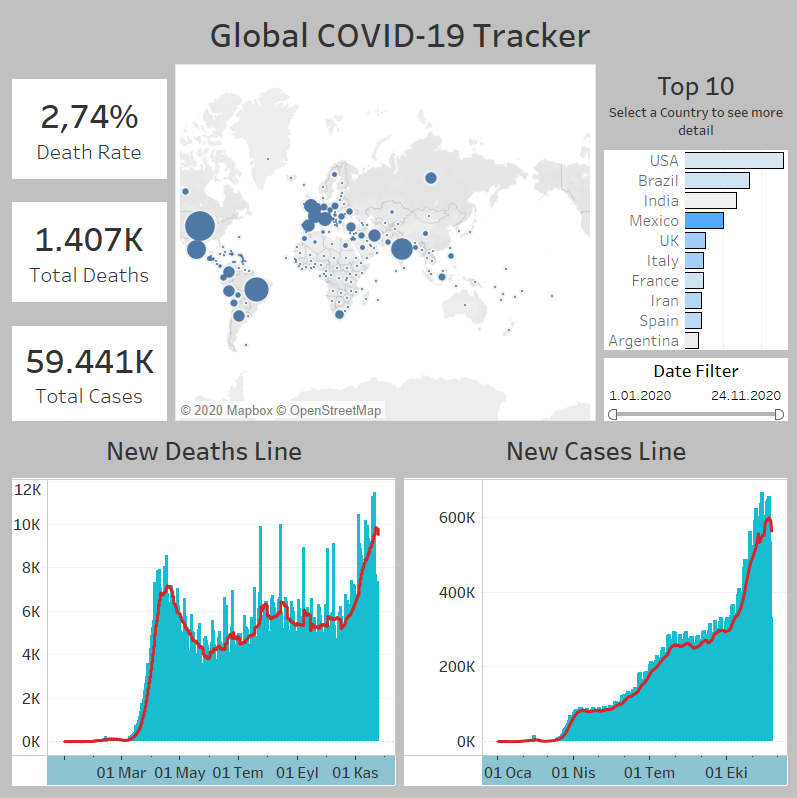 Global COVID-19 Tracker
2,74%
Death Rate
1.407K
Total Deaths
59.441K
Total Cases
© 2020 Mapbox © OpenStreetMap
Top 10
Select a Country to see more
detail
USA
Brazil
India
Mexico
UK
Italy
France
Iran
Spain
Argentina
Date Filter
1.01.2020 24.11.2020
New Deaths Line
12K
10K
8K
6K
4K
2K
0K
01 Mar 01 May 01 Tem 01 Eyl 01 Kas
New Cases Line
600K
400K
200K
0K
01 Oca 01 Nis 01 Tem 01 Eki